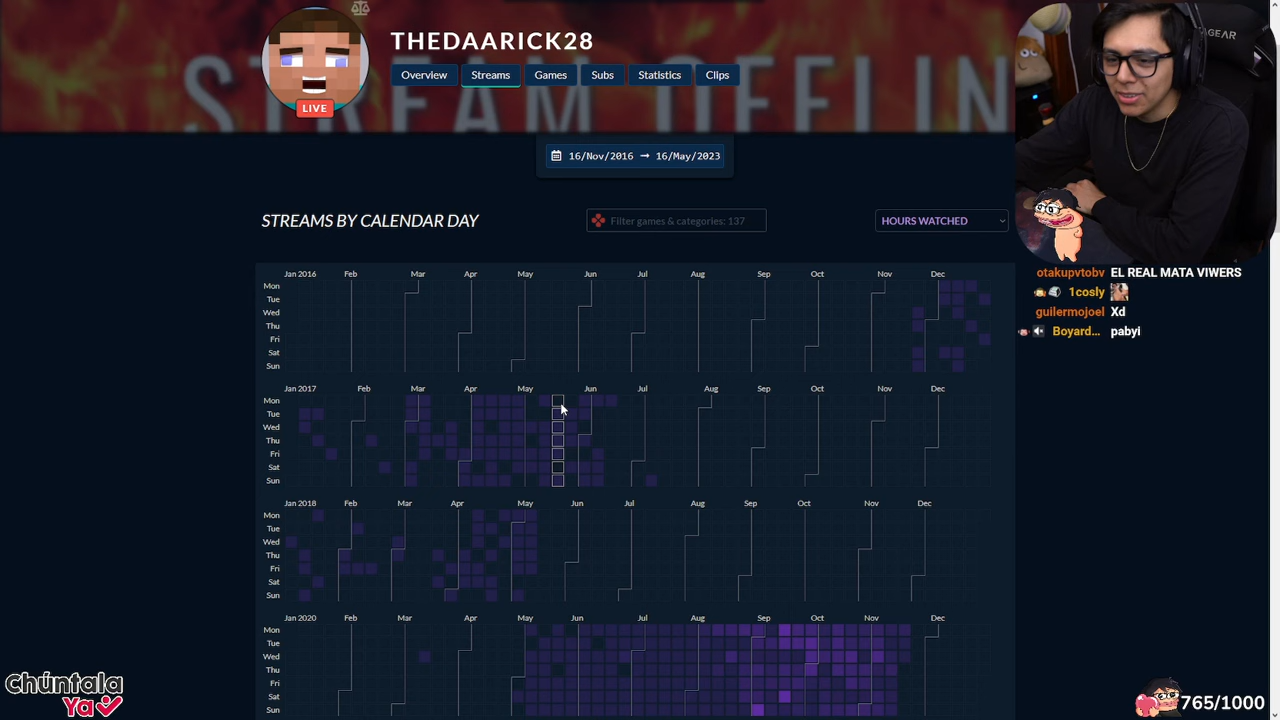 THEDAARICK28
Overview Streams Games Subs Statistics Clips
LIVE
STREAM OFFLIN
GEAR
16/Nov/2016 → 16/May/2023
STREAMS BY CALENDAR DAY
Filter games & categories: 137
HOURS WATCHED
otakupvtobv EL REAL MATA VIWERS
1cosly
guilermojoel Xd
Boyard... pabyi
Jan 2016 Feb Mar Apr May Jun Jul Aug Sep Oct Nov Dec
Mon
Tue
Wed
Thu
Fri
Sat
Sun
Jan 2017 Feb Mar Apr May Jun Jul Aug Sep Oct Nov Dec
Mon
Tue
Wed
Thu
Fri
Sat
Sun
Jan 2018 Feb Mar Apr May Jun Jul Aug Sep Oct Nov Dec
Mon
Tue
Wed
Thu
Fri
Sat
Sun
Jan 2020 Feb Mar Apr May Jun Jul Aug Sep Oct Nov Dec
Mon
Tue
Wed
Thu
Fri
Sat
Sun
Chúntala
Ya
765/1000